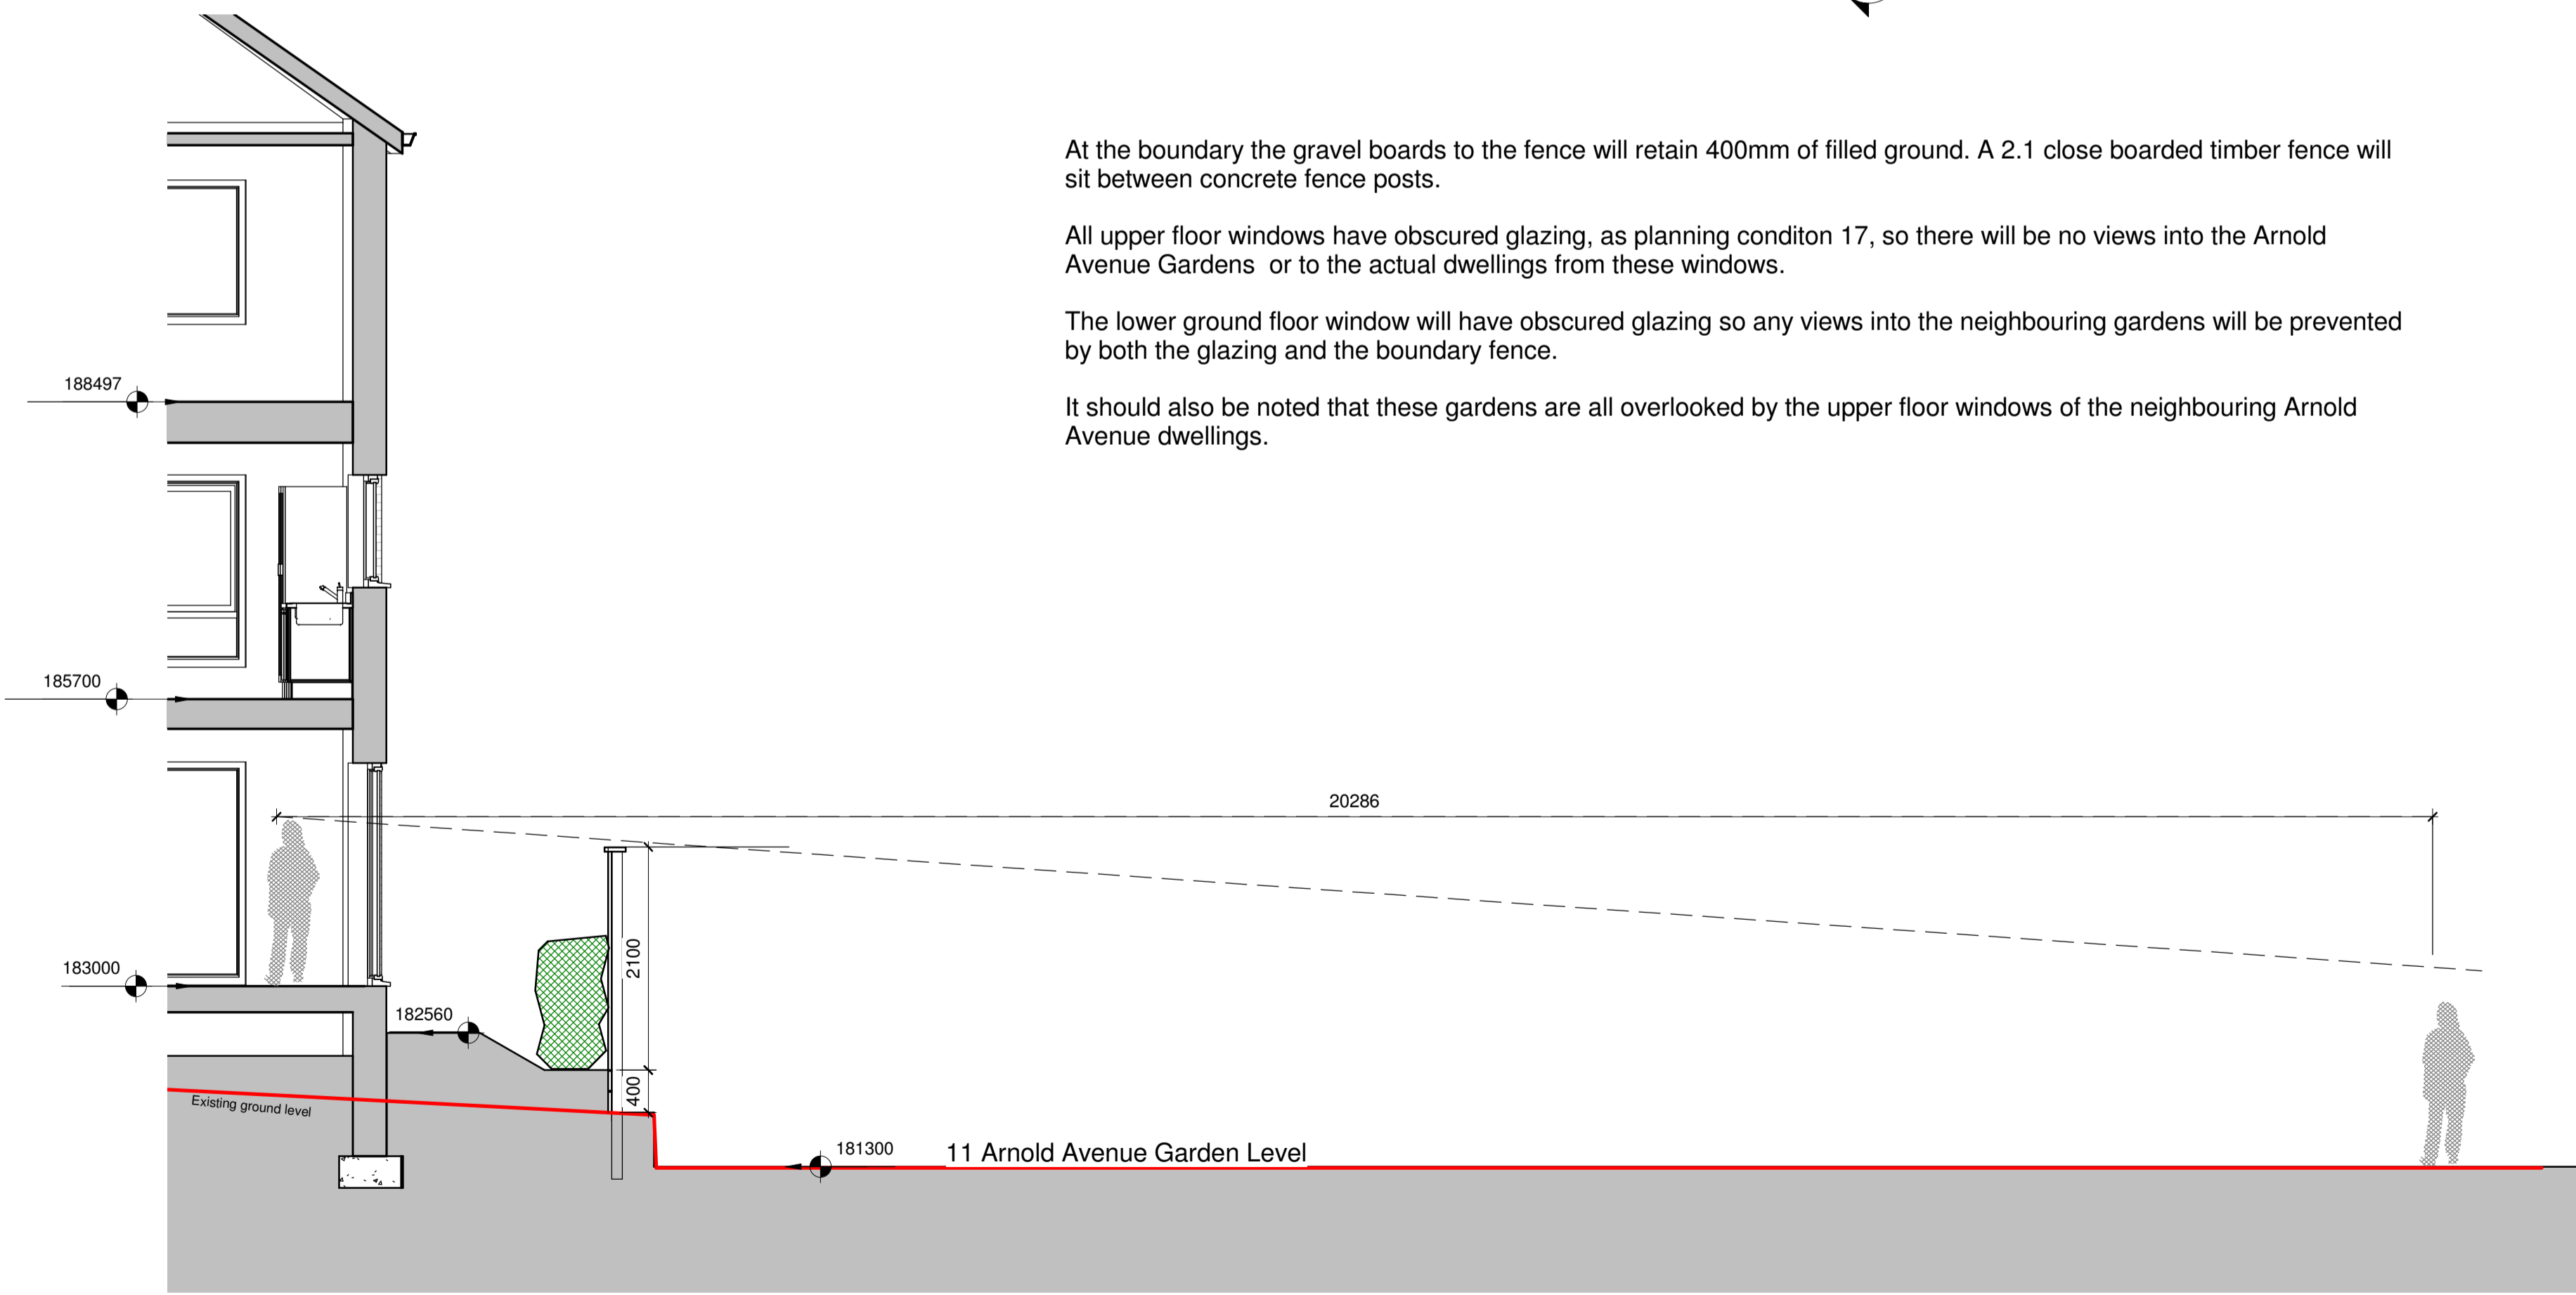 At the boundary the gravel boards to the fence will retain 400mm of filled ground. A 2.1 close boarded timber fence will
sit between concrete fence posts.
All upper floor windows have obscured glazing, as planning conditon 17, so there will be no views into the Arnold
Avenue Gardens  or to the actual dwellings from these windows.
The lower ground floor window will have obscured glazing so any views into the neighbouring gardens will be prevented
by both the glazing and the boundary fence.
It should also be noted that these gardens are all overlooked by the upper floor windows of the neighbouring Arnold
Avenue dwellings.
188497
185700
20286
2100
183000
182560
400
Existing ground level
181300
11 Arnold Avenue Garden Level